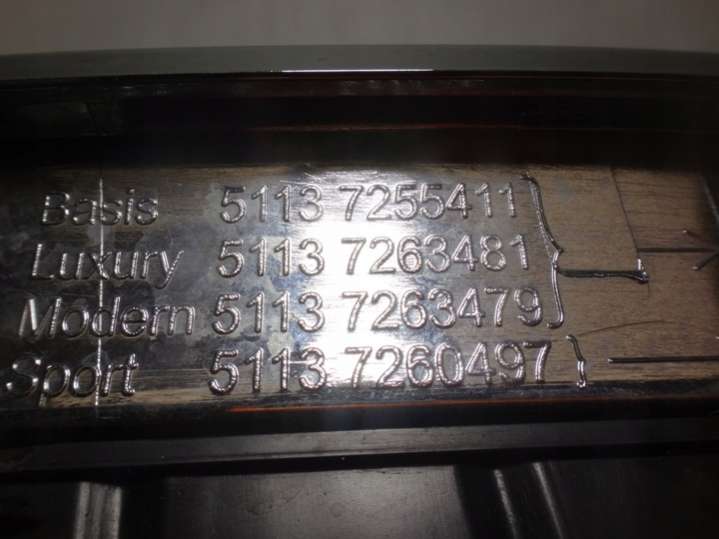 Basis 5113 7255411
Luxury 5113 7263481
Modern 5113 7263479
Sport 5113 7260497